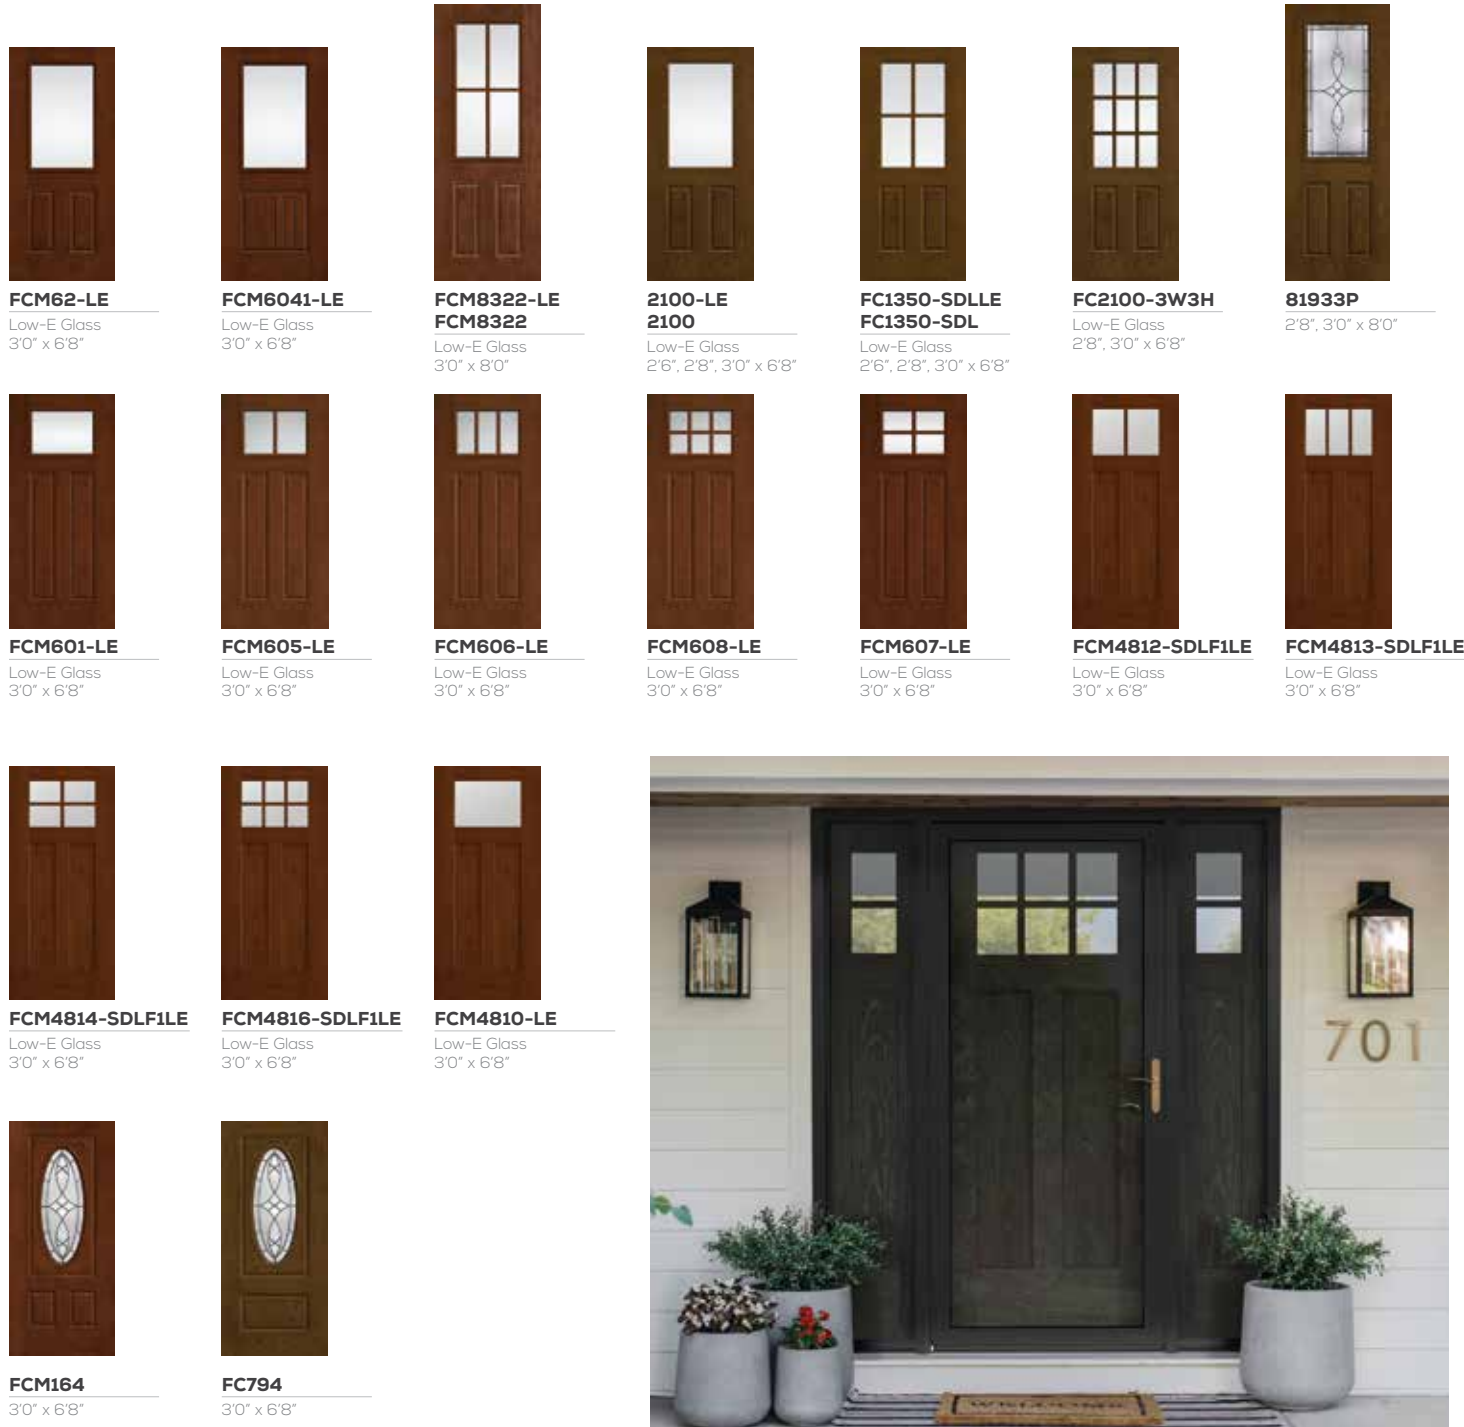 FCM62-LE
Low-E Glass
3'0" x 6'8"
FCM6041-LE
Low-E Glass
3'0" x 6'8"
FCM8322-LE
FCM8322
Low-E Glass
3'0" x 8'0"
2100-LE
2100
Low-E Glass
2'6", 2'8", 3'0" x 6'8"
FC1350-SDLLE
FC1350-SDL
Low-E Glass
2'6", 2'8", 3'0" x 6'8"
FC2100-3W3H
Low-E Glass
2'8", 3'0" x 6'8"
81933P
2'8", 3'0" x 8'0"
FCM601-LE
Low-E Glass
3'0" x 6'8"
FCM605-LE
Low-E Glass
3'0" x 6'8"
FCM606-LE
Low-E Glass
3'0" x 6'8"
FCM608-LE
Low-E Glass
3'0" x 6'8"
FCM607-LE
Low-E Glass
3'0" x 6'8"
FCM4812-SDLF1LE
Low-E Glass
3'0" x 6'8"
FCM4813-SDLF1LE
Low-E Glass
3'0" x 6'8"
FCM4814-SDLF1LE
Low-E Glass
3'0" x 6'8"
FCM4816-SDLF1LE
Low-E Glass
3'0" x 6'8"
FCM4810-LE
Low-E Glass
3'0" x 6'8"
701
WELCOME
FCM164
3'0" x 6'8"
FC794
3'0" x 6'8"